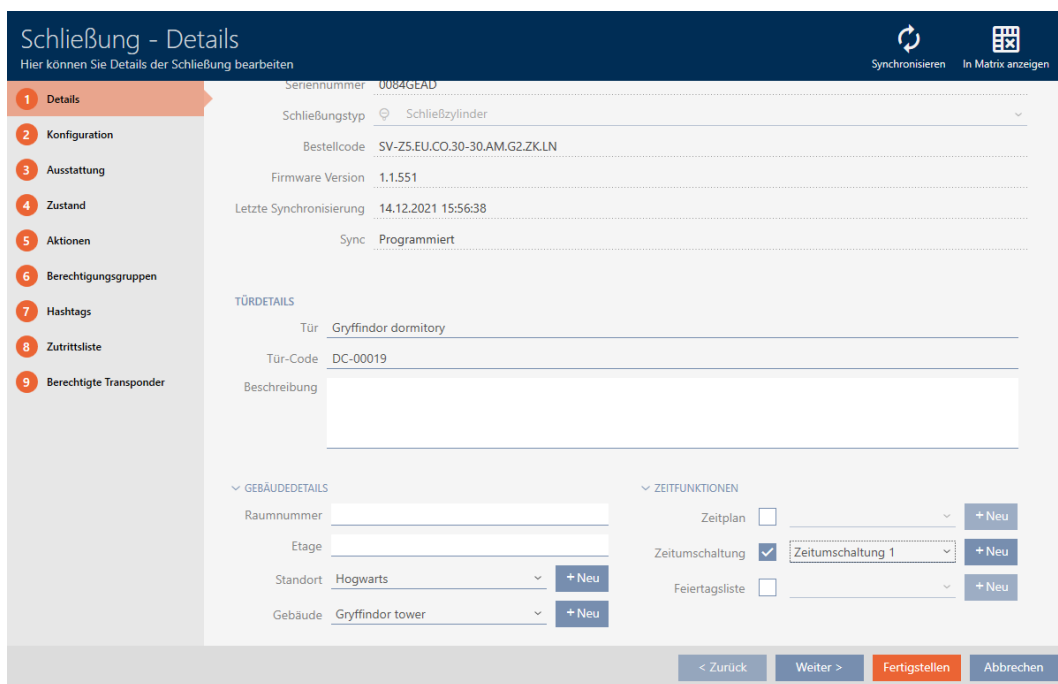 Schließung - Details
Hier können Sie Details der Schließung bearbeiten
Synchronisieren
In Matrix anzeigen
1 Details
2 Konfiguration
3 Ausstattung
4 Zustand
5 Aktionen
6 Berechtigungsgruppen
7 Hashtags
8 Zutrittsliste
9 Berechtigte Transponder
Seriennummer 0084GEAD
Schließungstyp Schließzylinder
Bestellcode SV-Z5.EU.CO.30-30.AM.G2.ZK.LN
Firmware Version 1.1.551
Letzte Synchronisierung 14.12.2021 15:56:38
Sync Programmiert
TÜRDETAILS
Tür Gryffindor dormitory
Tür-Code DC-00019
Beschreibung
GEBÄUDEDETAILS
Raumnummer
Etage
Standort Hogwarts + Neu
Gebäude Gryffindor tower + Neu
ZEITFUNKTIONEN
Zeitplan + Neu
Zeitumschaltung Zeitumschaltung 1 + Neu
Feiertagsliste + Neu
< Zurück
Weiter >
Fertigstellen
Abbrechen